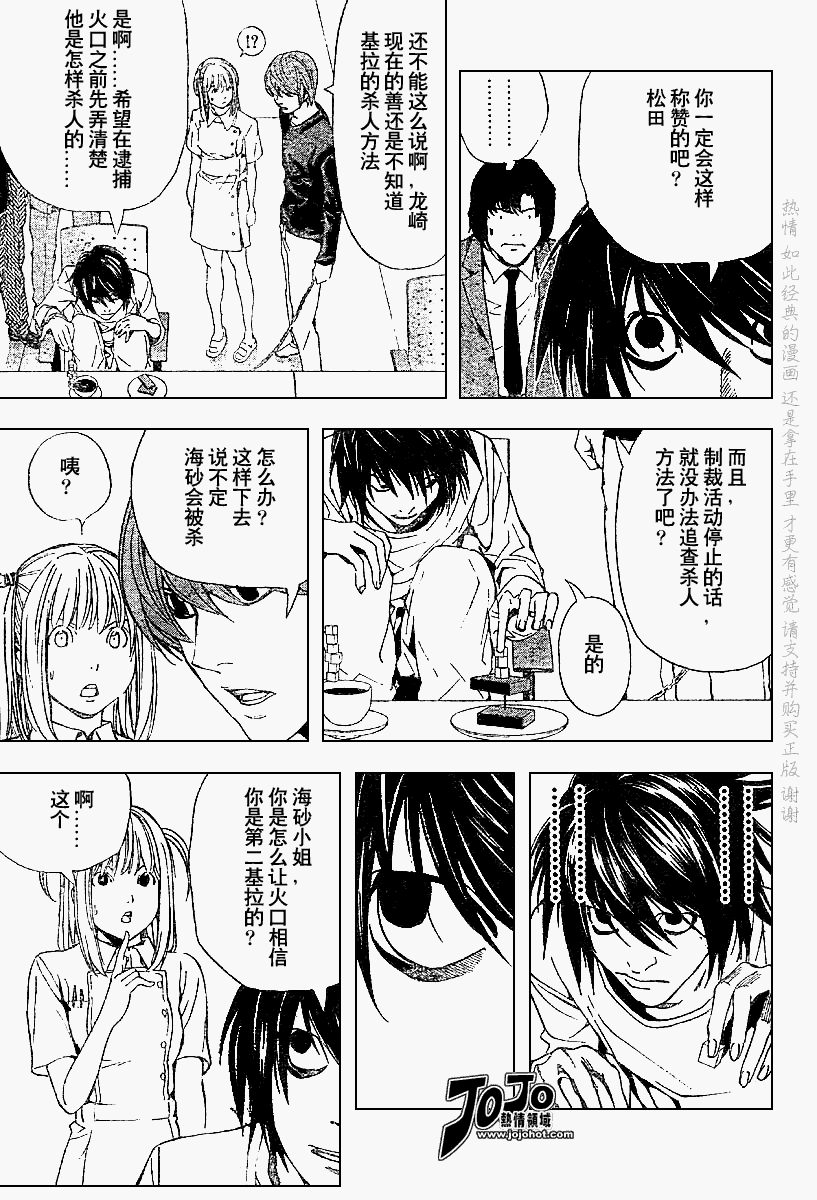 你一定会这样
称赞的吧？
松田
……
……
还不能这么说啊，龙崎
现在的善还是不知道
基拉的杀人方法
!?
是啊……希望在逮捕
火口之前先弄清楚
他是怎样杀人的……
而且，
制裁活动停止的话，
就没办法追查杀人
方法了吧？
是的
怎么办？
这样下去
说不定
海砂会被杀
咦？
…………
…………
海砂小姐，
你是怎么让火口相信
你是第二基拉的？
啊……
这个
热情 如此经典的漫画 还是拿在手里 才更有感觉 请支持并购买正版 谢谢
JOJO
熱情領域
www.jojohot.com